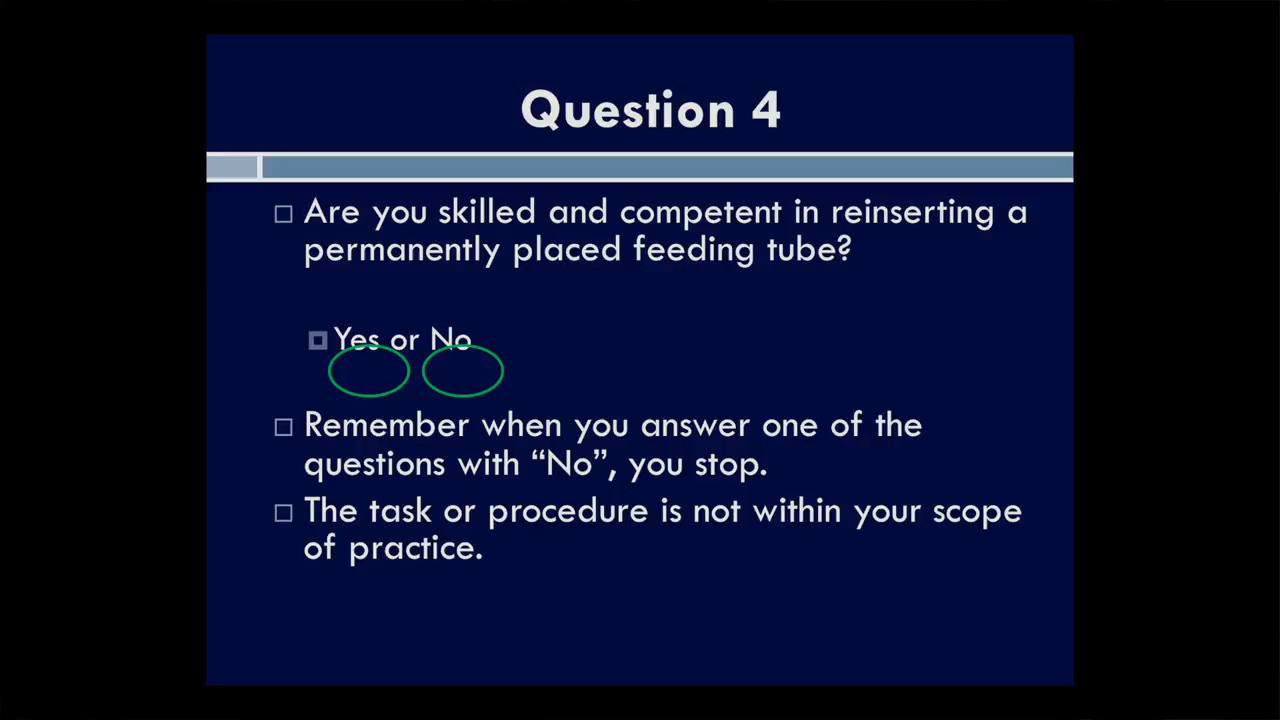 Question 4
Are you skilled and competent in reinserting a
permanently placed feeding tube?
Yes or No
Remember when you answer one of the
questions with “No”, you stop.
The task or procedure is not within your scope
of practice.